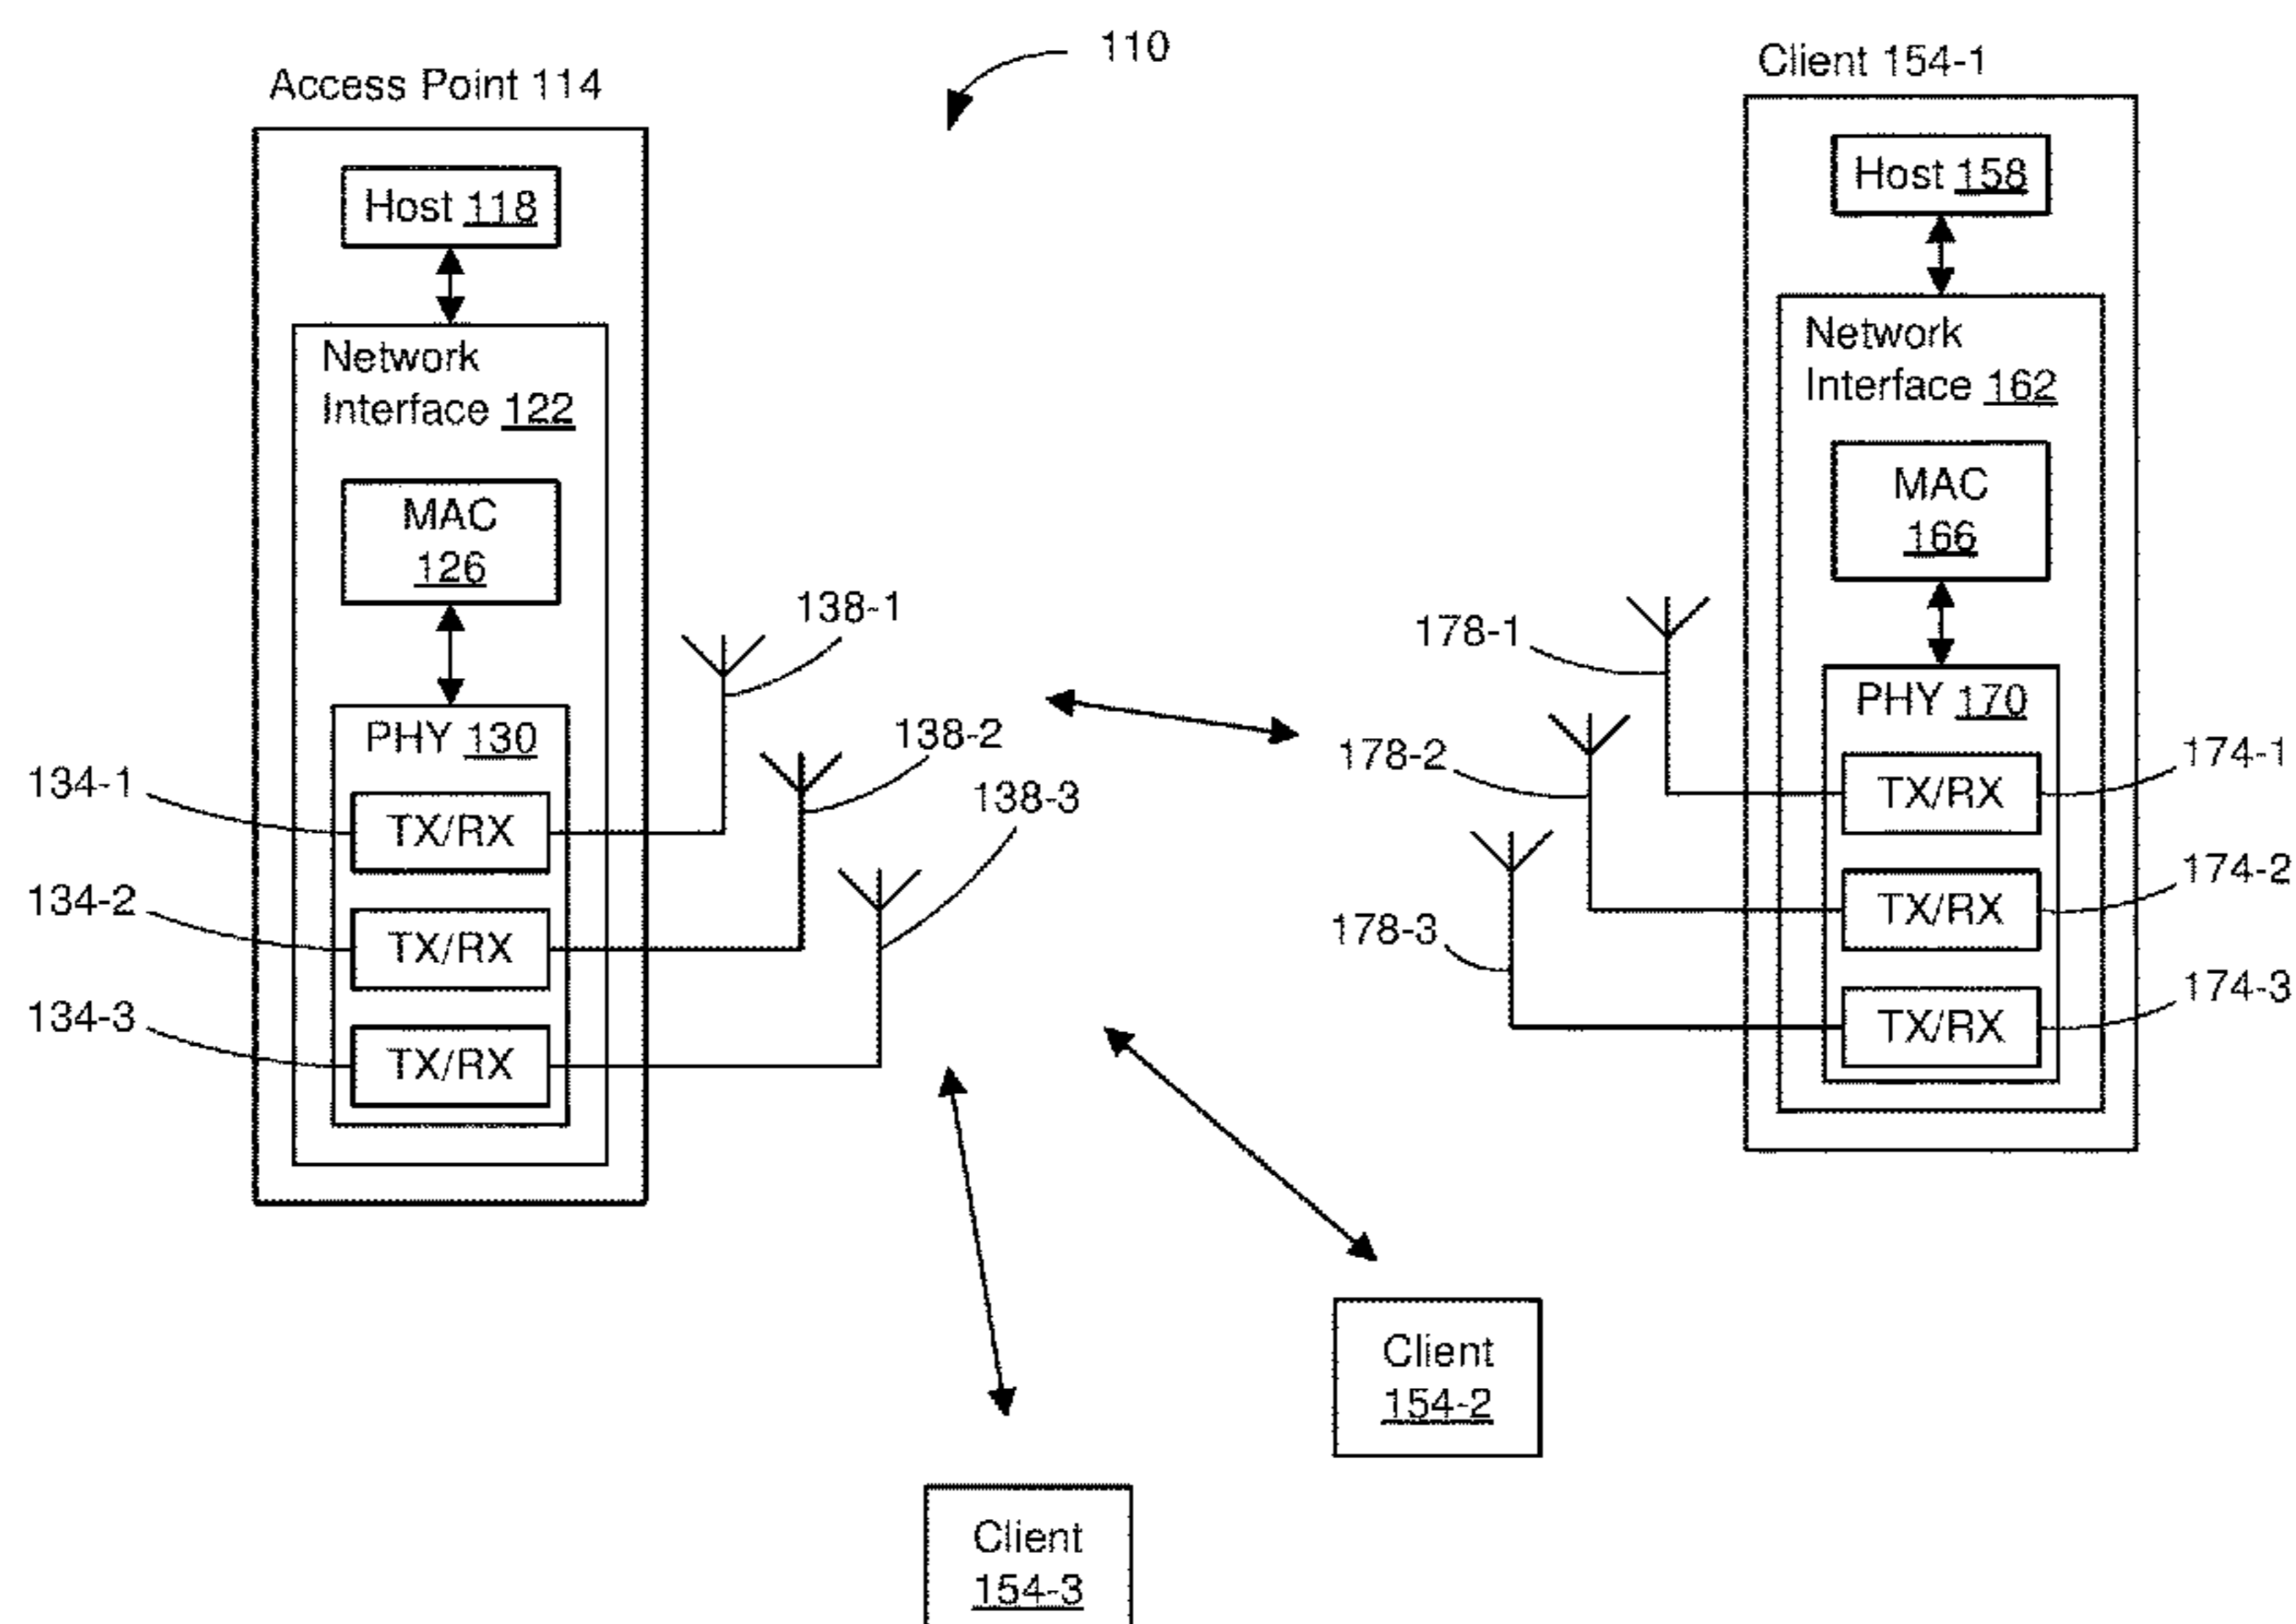 110
Access Point 114
Host 118
Network
Interface 122
MAC
126
PHY 130
TX/RX
TX/RX
TX/RX
134-1
134-2
134-3
138-1
138-2
138-3
Client 154-1
Host 158
Network
Interface 162
MAC
166
PHY 170
TX/RX
TX/RX
TX/RX
178-1
178-2
178-3
174-1
174-2
174-3
Client
154-2
Client
154-3